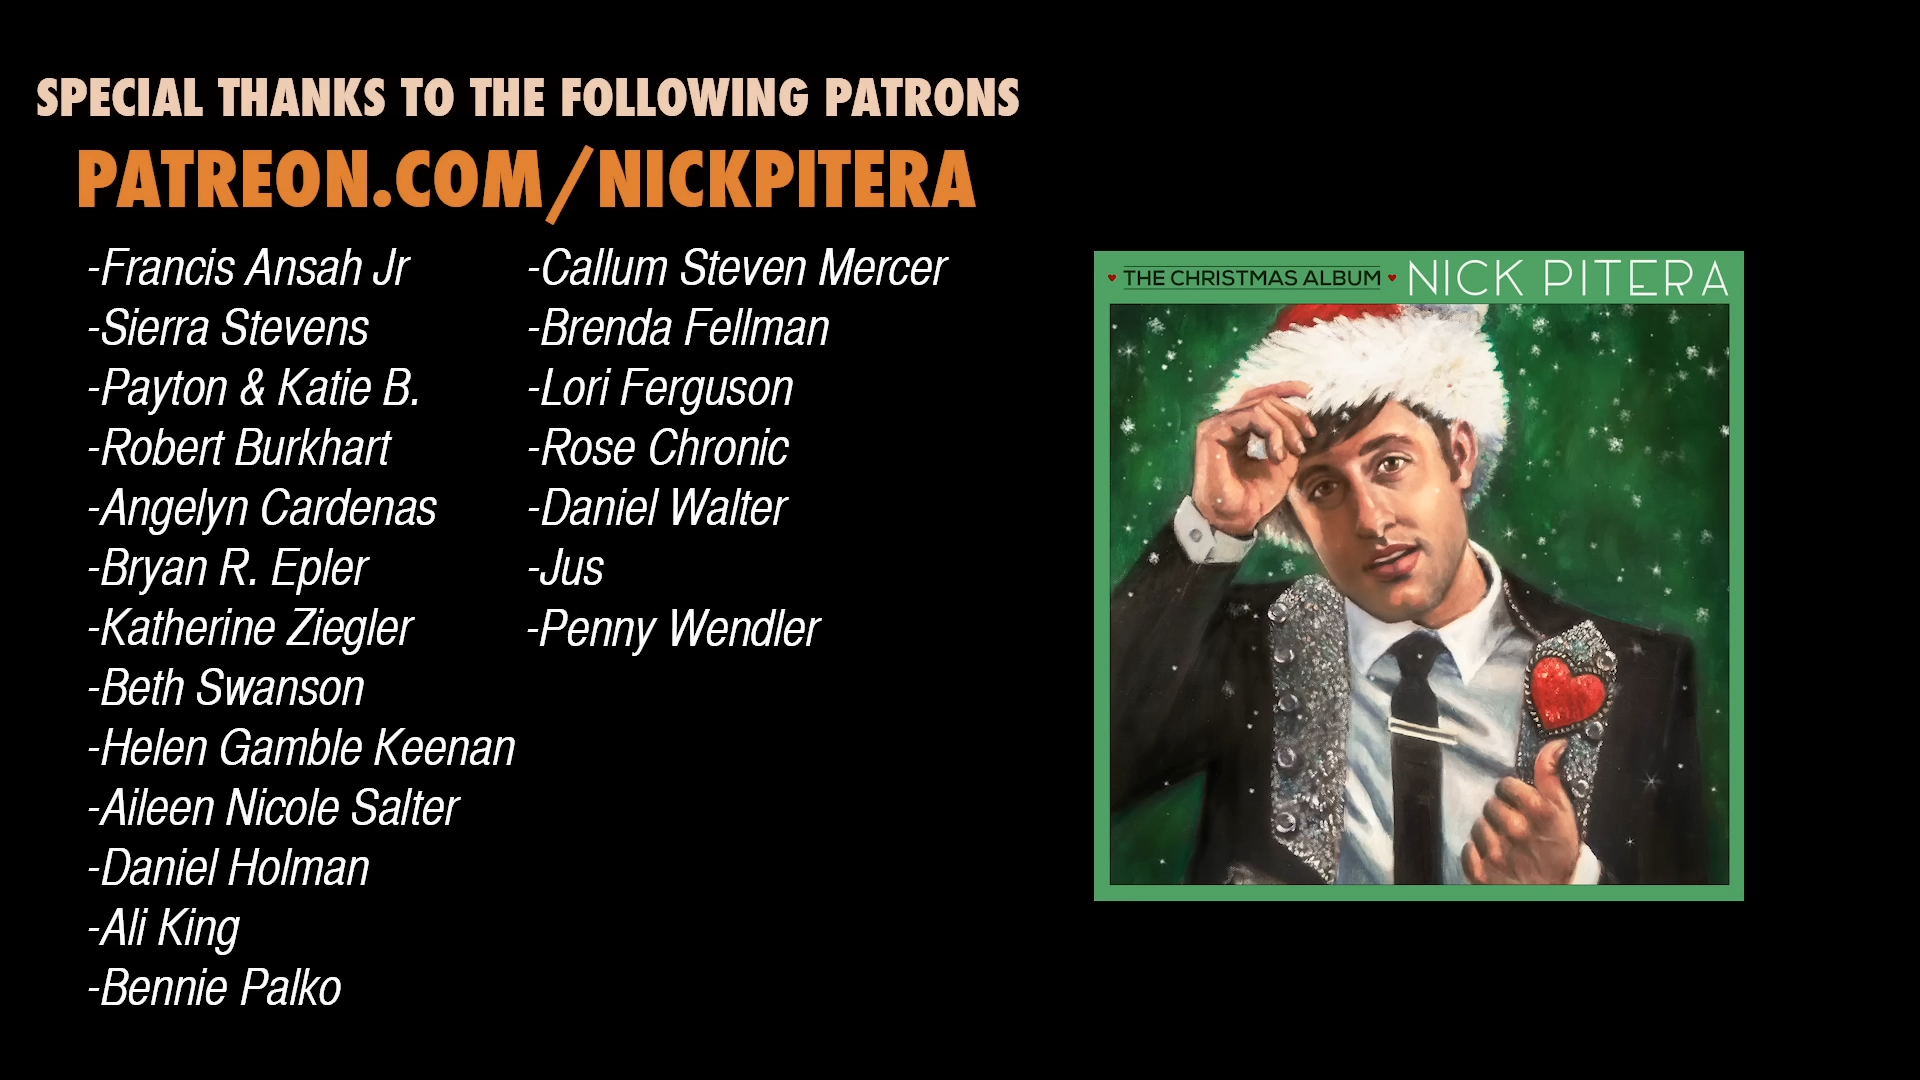 SPECIAL THANKS TO THE FOLLOWING PATRONS
PATREON.COM/NICKPITERA
-Francis Ansah Jr
-Sierra Stevens
-Payton & Katie B.
-Robert Burkhart
-Angelyn Cardenas
-Bryan R. Epler
-Katherine Ziegler
-Beth Swanson
-Helen Gamble Keenan
-Aileen Nicole Salter
-Daniel Holman
-Ali King
-Bennie Palko
-Callum Steven Mercer
-Brenda Fellman
-Lori Ferguson
-Rose Chronic
-Daniel Walter
-Jus
-Penny Wendler
THE CHRISTMAS ALBUM NICK PITERA